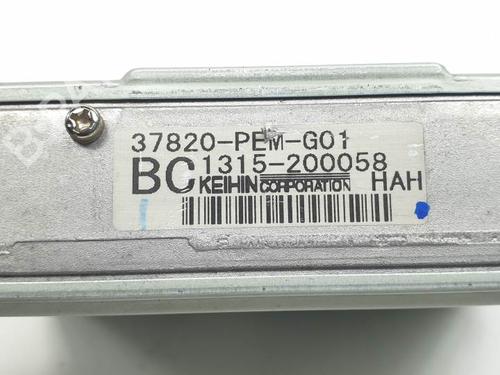 37820-PEM-G01
BC 1315-200058
KEIHIN CORPORATION HAH